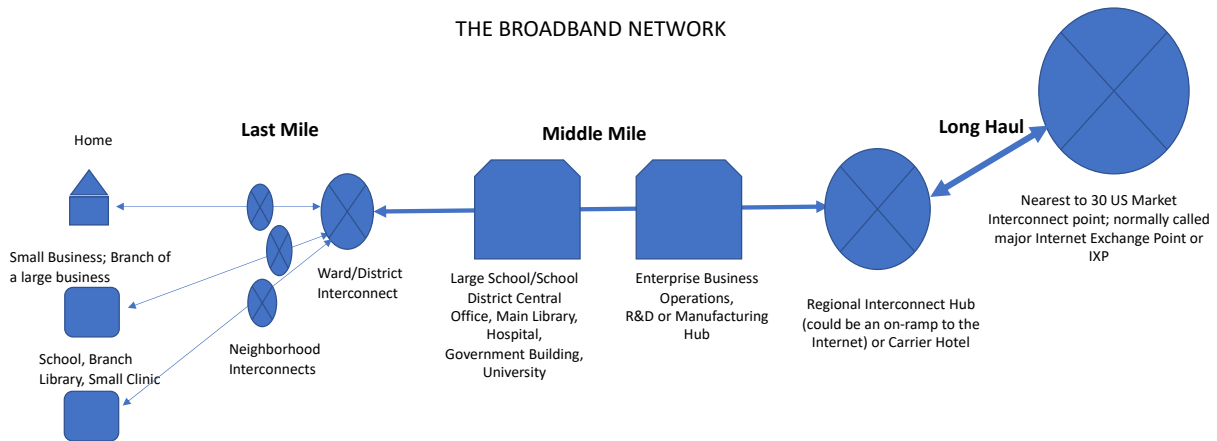 THE BROADBAND NETWORK
Last Mile
Middle Mile
Long Haul
Home
Small Business; Branch of
a large business
School, Branch
Library, Small Clinic
Neighborhood
Interconnects
Ward/District
Interconnect
Large School/School
District Central
Office, Main Library,
Hospital,
Government Building,
University
Enterprise Business
Operations,
R&D or Manufacturing
Hub
Regional Interconnect Hub
(could be an on-ramp to the
Internet) or Carrier Hotel
Nearest to 30 US Market
Interconnect point; normally called
major Internet Exchange Point or
IXP